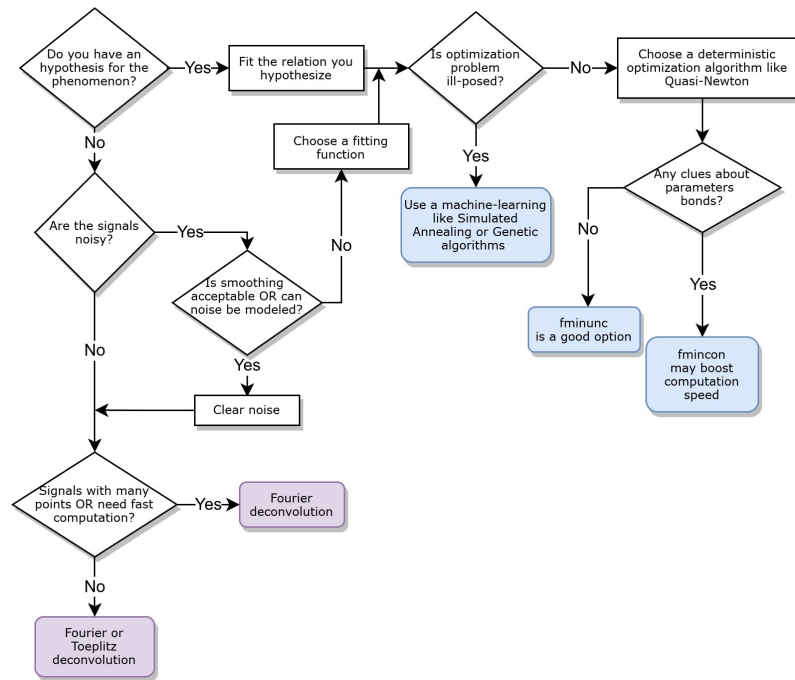 Do you have an
hypothesis for the
phenomenon?
Yes
Fit the relation you
hypothesize
Is optimization
problem
ill-posed?
No
Choose a deterministic
optimization algorithm like
Quasi-Newton
No
Choose a fitting
function
Yes
Any clues about
parameters
bonds?
Are the signals
noisy?
Yes
Use a machine-learning
like Simulated
Annealing or Genetic
algorithms
No
No
Is smoothing
acceptable OR can
noise be modeled?
Yes
No
Yes
fminunc
is a good option
fmincon
may boost
computation
speed
Clear noise
Signals with many
points OR need fast
computation?
Yes
Fourier
deconvolution
No
Fourier or
Toeplitz
deconvolution